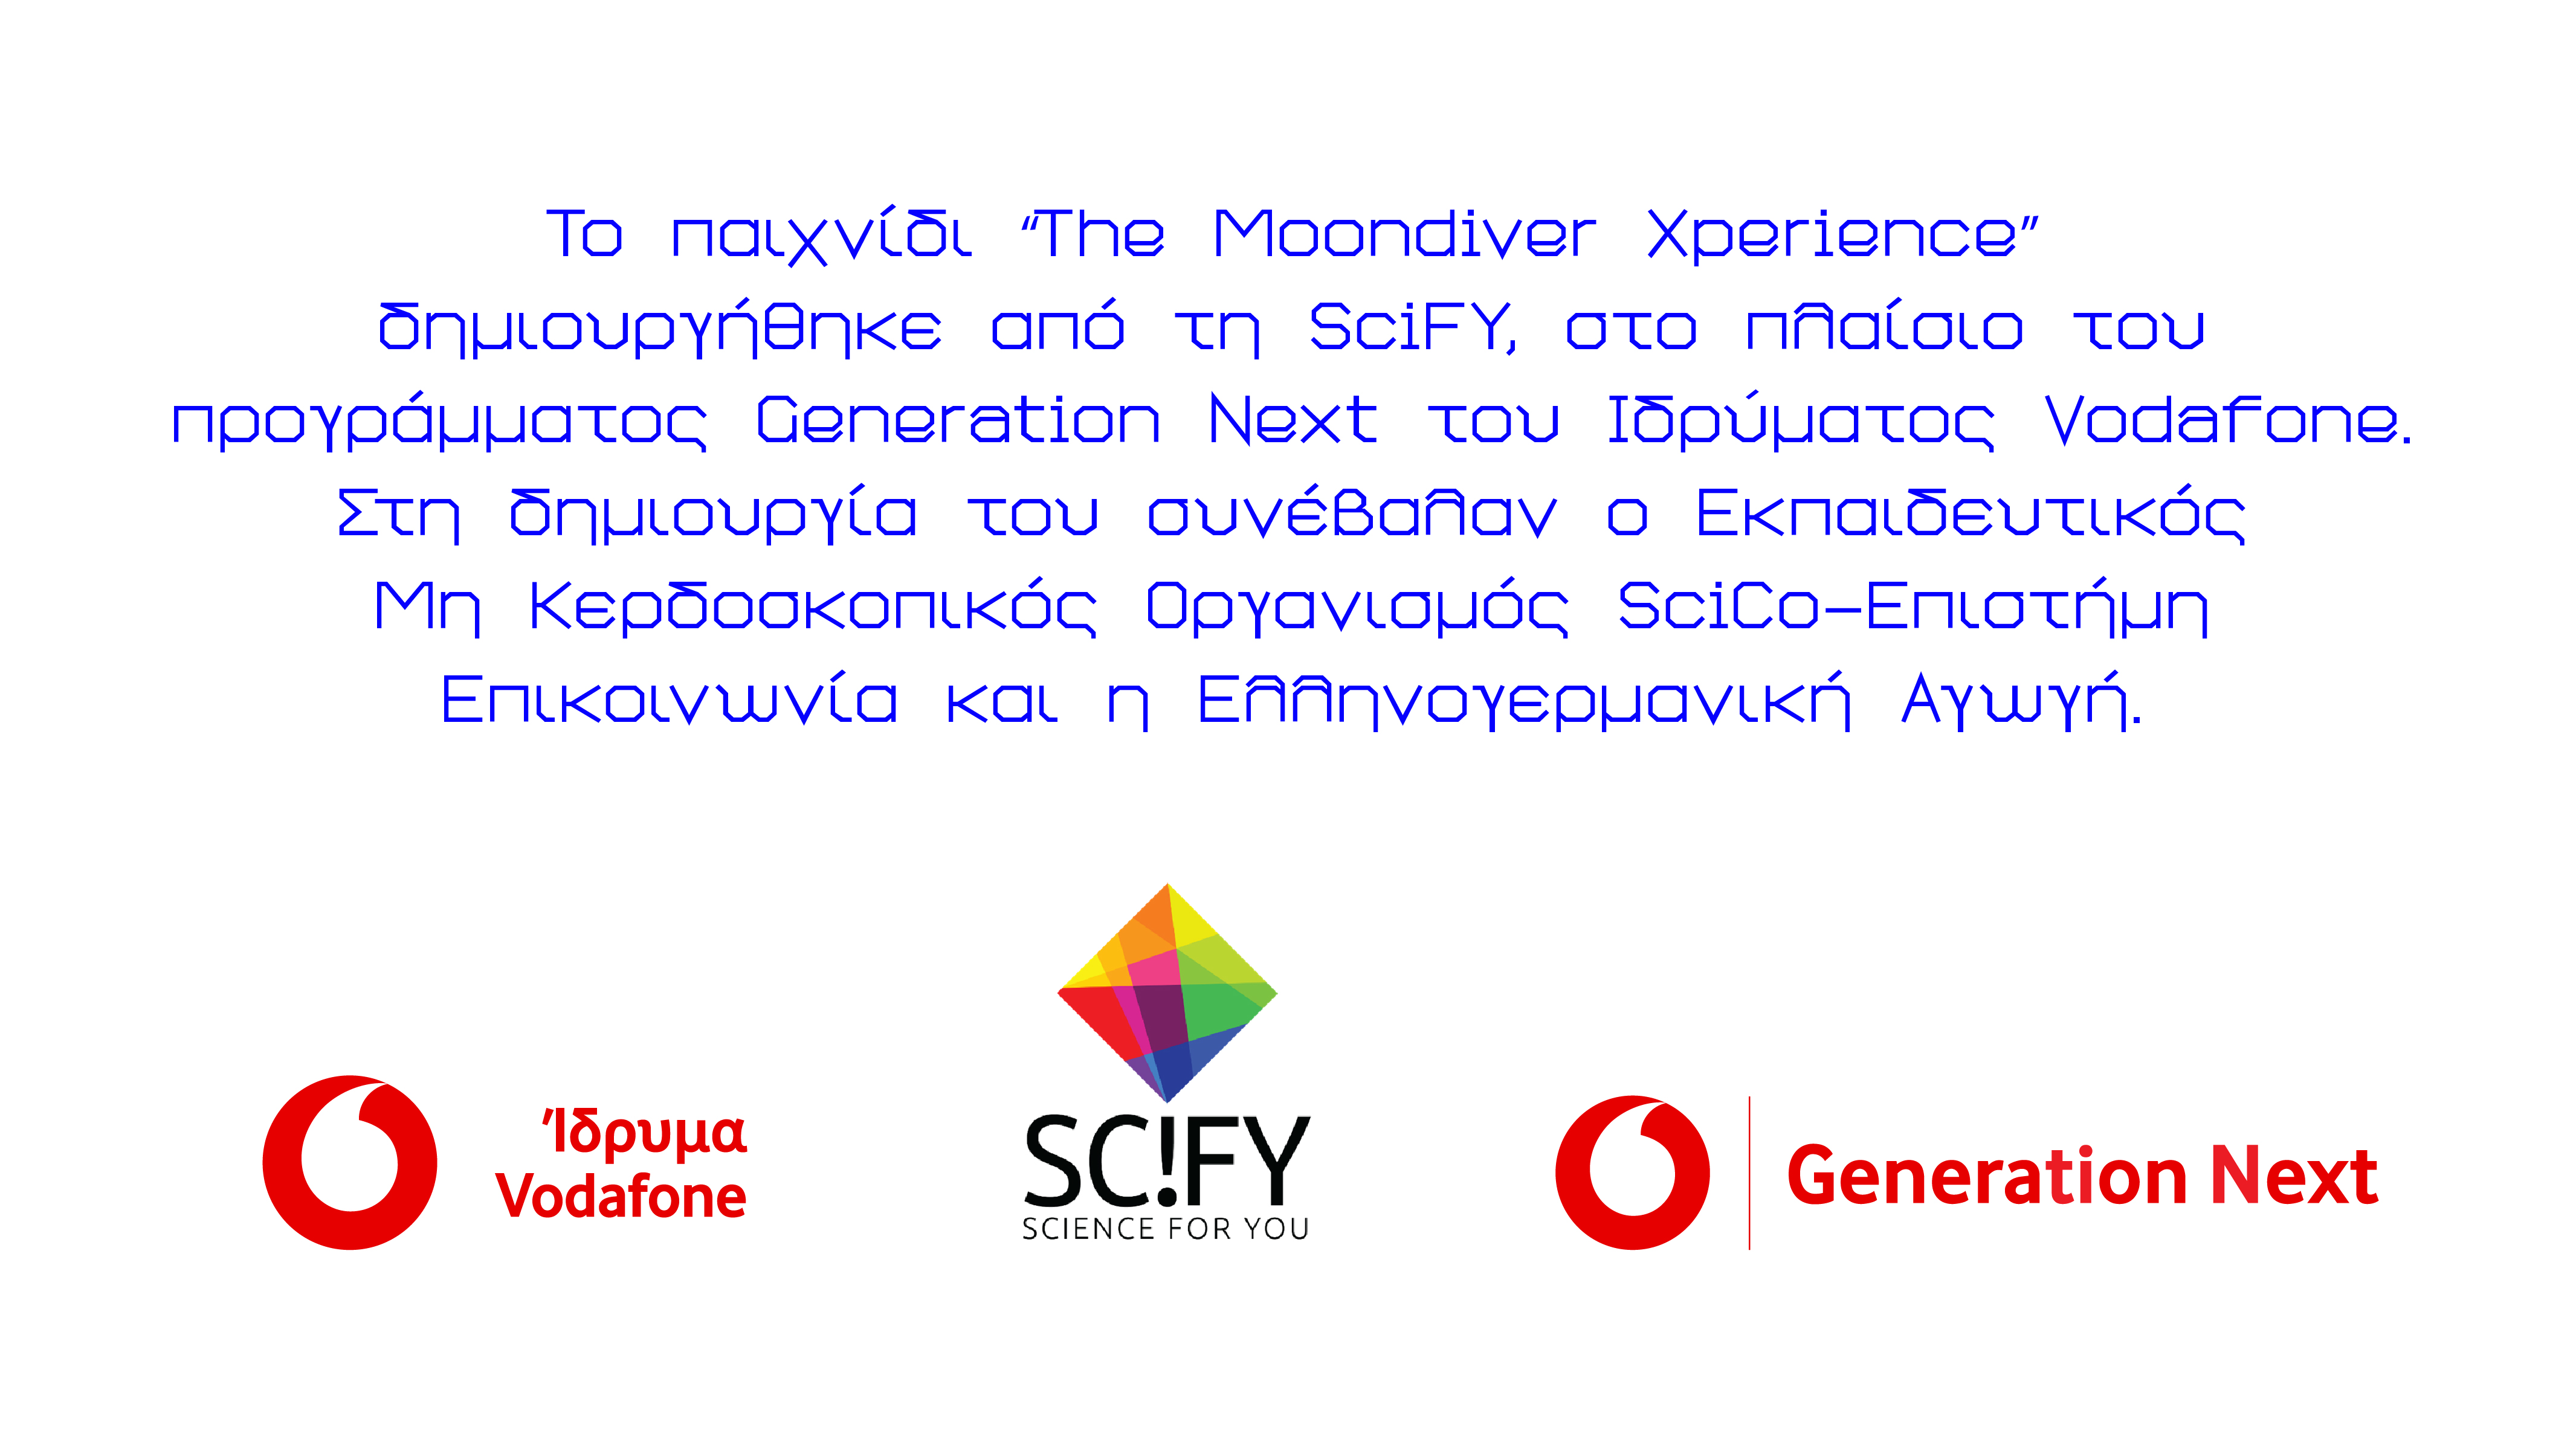 Το παιχνίδι “The Moondiver Xperience”
δημιουργήθηκε από τη SciFY, στο πλαίσιο του
προγράμματος Generation Next του Ιδρύματος Vodafone.
Στη δημιουργία του συνέβαλαν ο Εκπαιδευτικός
Μη Κερδοσκοπικός Οργανισμός SciCo-Επιστήμη
Επικοινωνία και η Ελληνογερμανική Αγωγή.
Ίδρυμα
Vodafone
SC!FY
SCIENCE FOR YOU
Generation Next